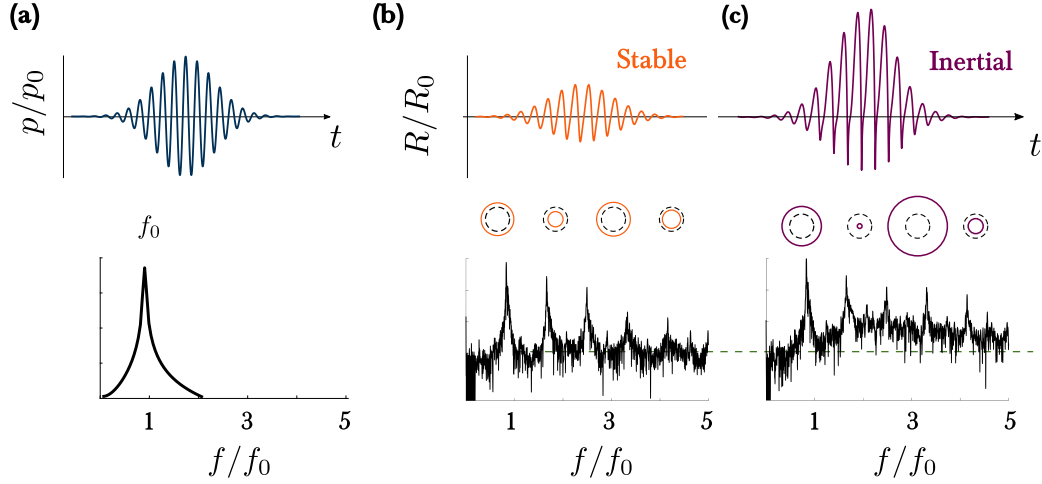 (a)
p/p0
t
f0
1 3 5
f/f0
(b)
R/R0
Stable
1 3 5
f/f0
(c)
Inertial
t
1 3 5
f/f0